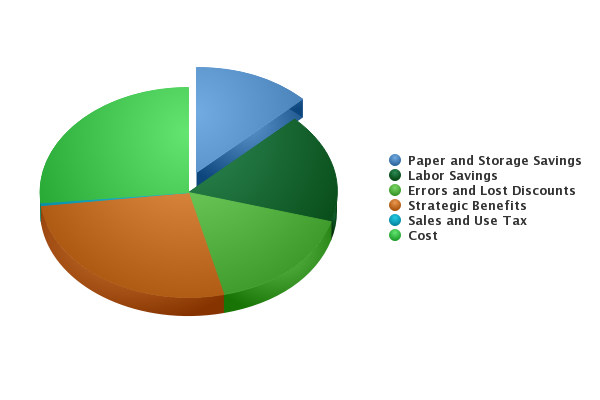 Paper and Storage Savings
Labor Savings
Errors and Lost Discounts
Strategic Benefits
Sales and Use Tax
Cost